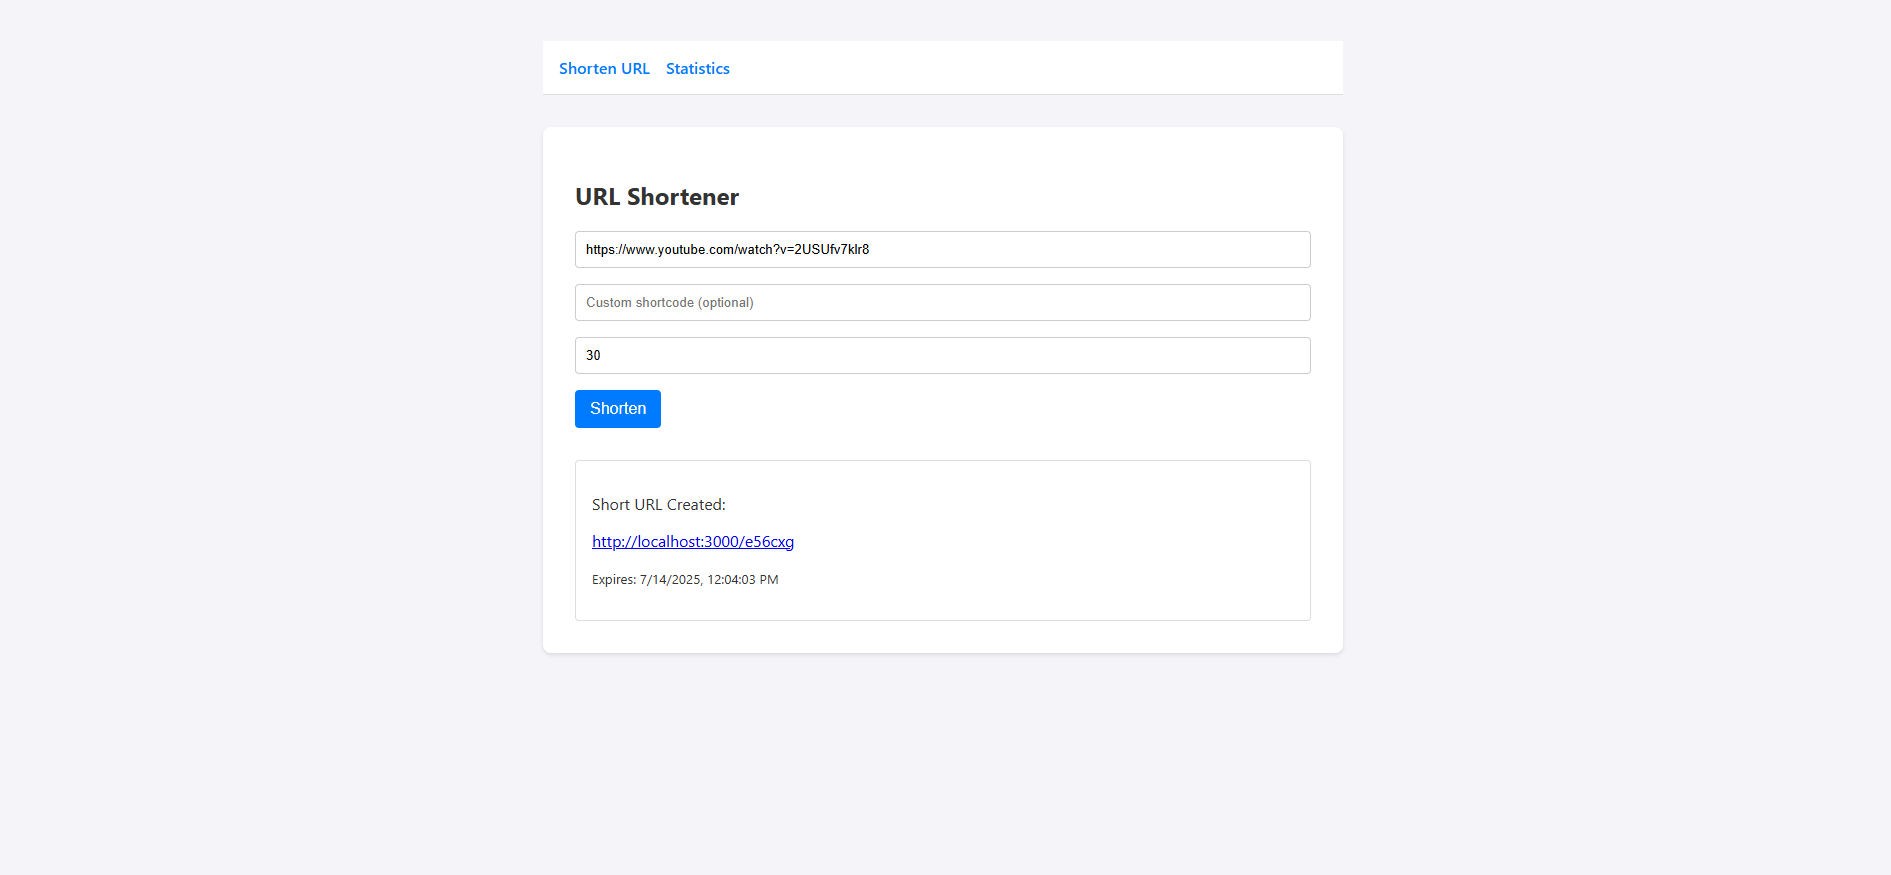 Shorten URL Statistics
URL Shortener
https://www.youtube.com/watch?v=2USUfv7klr8
Custom shortcode (optional)
30
Shorten
Short URL Created:
http://localhost:3000/e56cxg
Expires: 7/14/2025, 12:04:03 PM